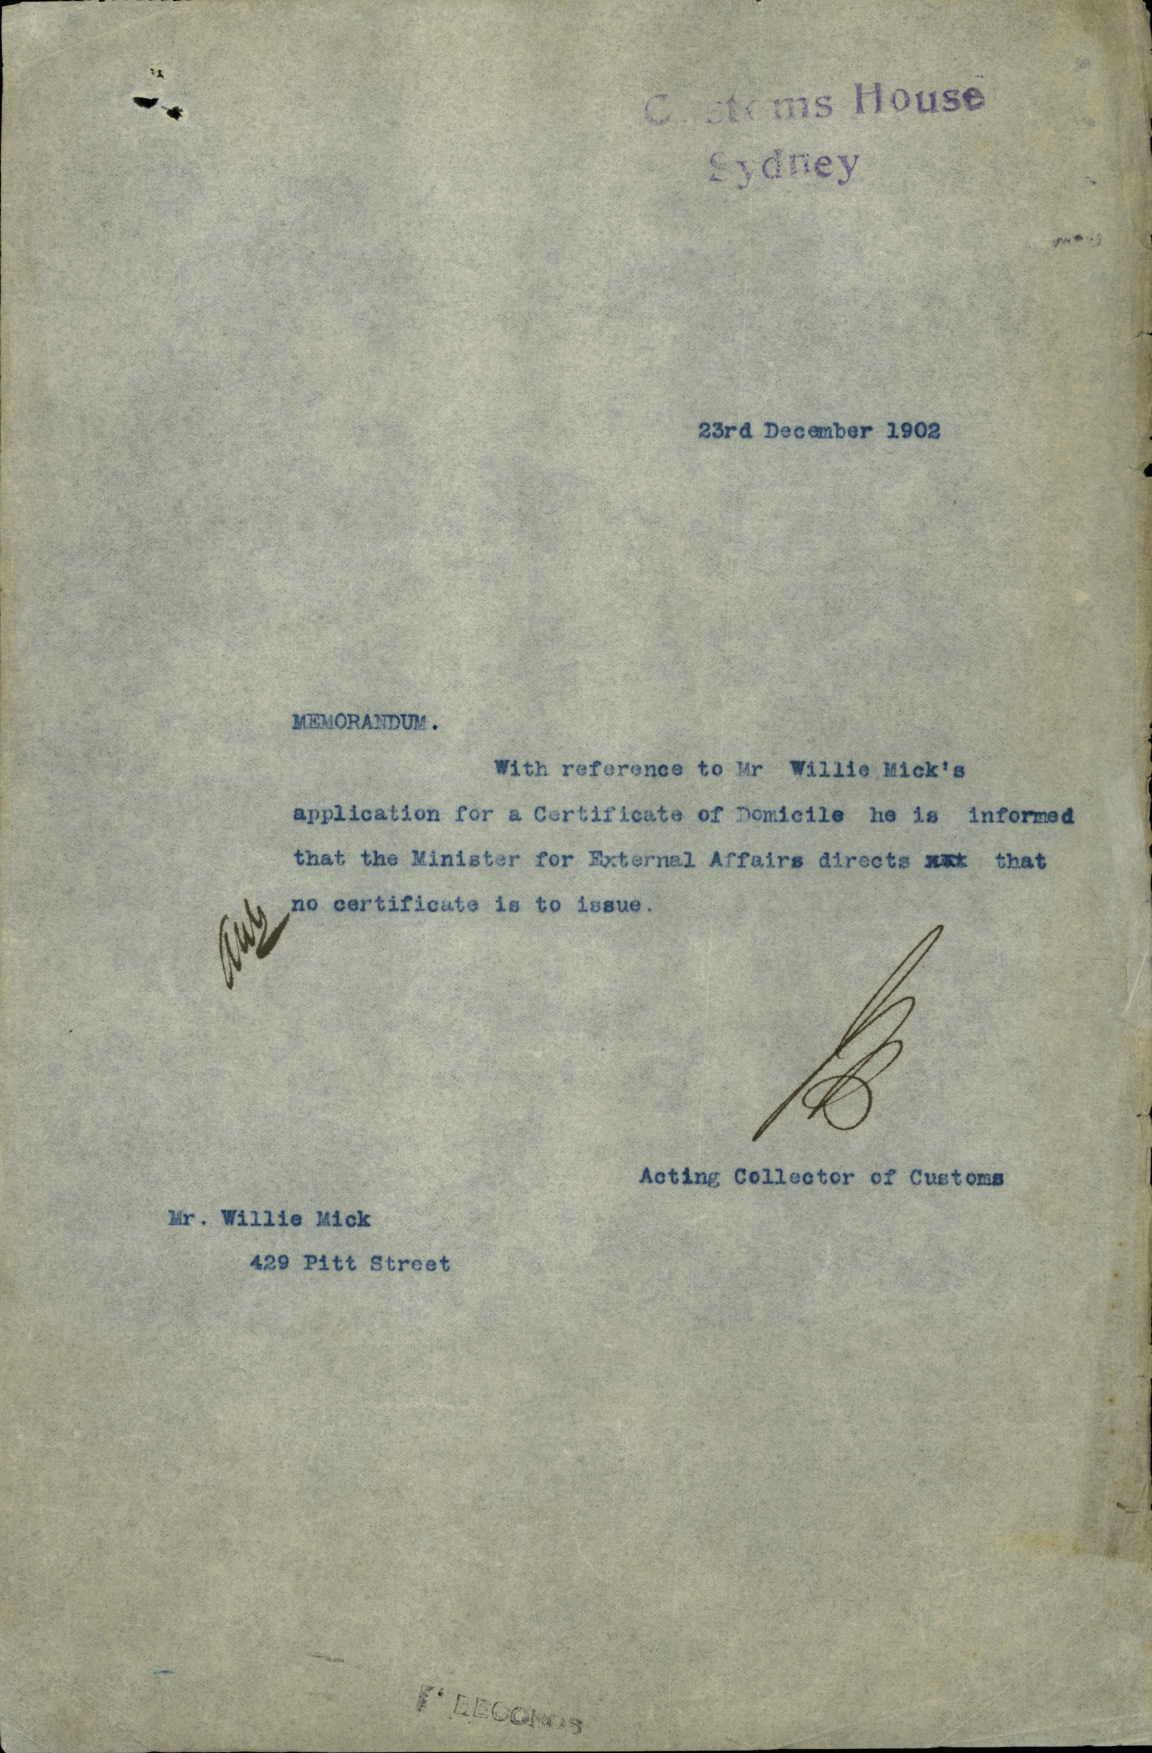 Customs House
Sydney
23rd December 1902
MEMORANDUM.
With reference to Mr Willie Mick's
application for a Certificate of Domicile he is informed
that the Minister for External Affairs directs that
no certificate is to issue.
Acting Collector of Customs
Mr. Willie Mick
429 Pitt Street
RECORDS